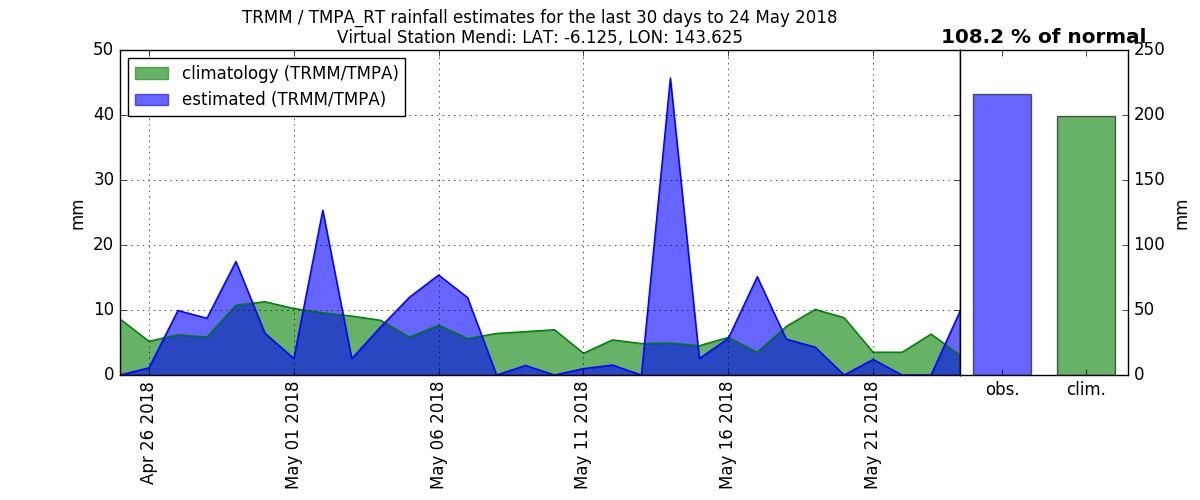 TRMM / TMPA_RT rainfall estimates for the last 30 days to 24 May 2018
Virtual Station Mendi: LAT: -6.125, LON: 143.625
108.2 % of normal
climatology (TRMM/TMPA)
estimated (TRMM/TMPA)
50
40
30
20
10
0
mm
250
200
150
100
50
0
mm
Apr 26 2018
May 01 2018
May 06 2018
May 11 2018
May 16 2018
May 21 2018
obs.
clim.